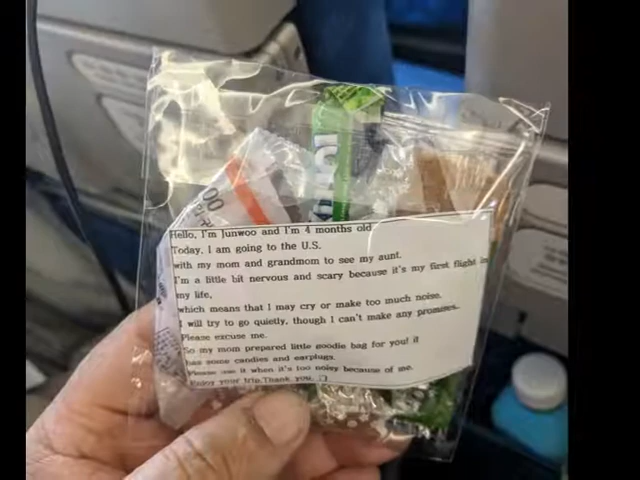 Hello, I'm Junwoo and I'm 4 months old
Today, I am going to the U.S.
with my mom and grandmom to see my aunt.
I'm a little bit nervous and scary because it's my first flight in
my life,
which means that I may cry or make too much noise.
I will try to go quietly, though I can't make any promises.
Please excuse me.
So my mom prepared little goodie bag for you! it
has some candies and earplugs.
Please use it when it's too noisy because of me.
Enjoy your trip.Thank you. :)